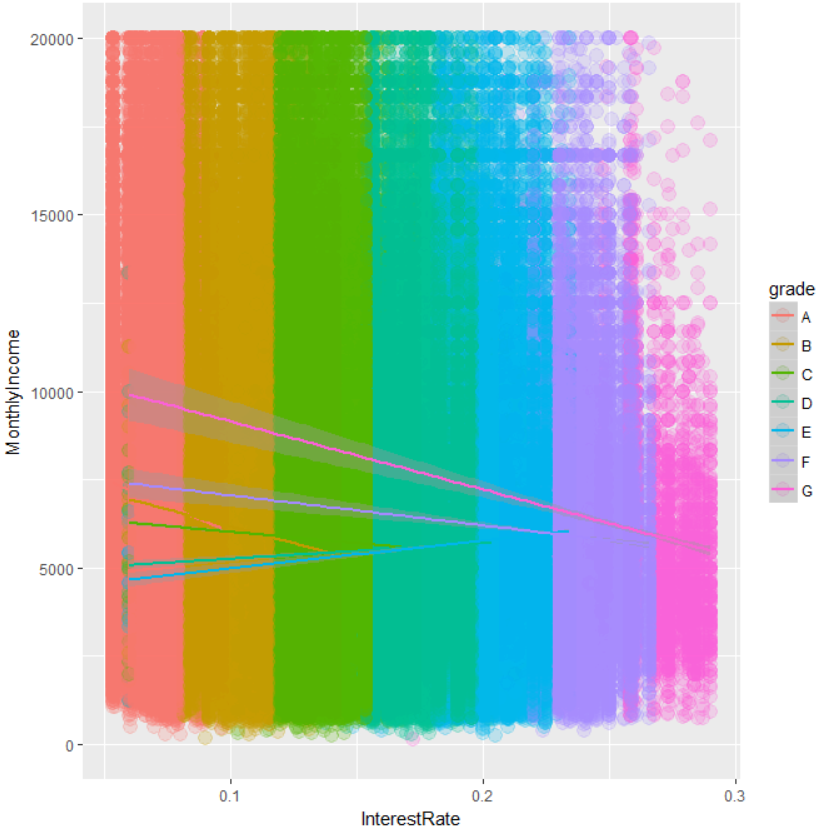 20000
15000
10000
5000
0
MonthlyIncome
0.1
0.2
0.3
InterestRate
grade
A
B
C
D
E
F
G